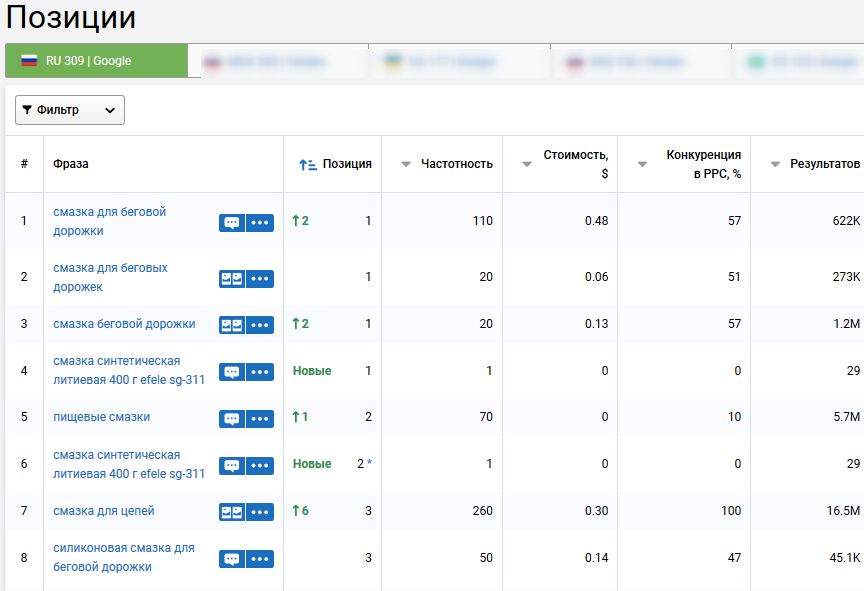 Позиции
RU 309 | Google
Фильтр
# Фраза Позиция Частотность Стоимость, $ Конкуренция в PPC, % Результатов
1 смазка для беговой дорожки 2 1 110 0.48 57 622K
2 смазка для беговых дорожек 1 20 0.06 51 273K
3 смазка беговой дорожки 2 1 20 0.13 57 1.2M
4 смазка синтетическая литиевая 400 г efele sg-311 Новые 1 1 0 0 29
5 пищевые смазки 1 2 70 0 10 5.7M
6 смазка синтетическая литиевая 400 г efele sg-311 Новые 2 * 1 0 0 29
7 смазка для цепей 6 3 260 0.30 100 16.5M
8 силиконовая смазка для беговой дорожки 3 50 0.14 47 45.1K